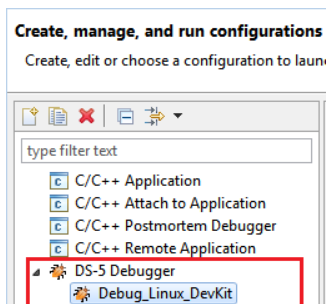 Create, manage, and run configurations
Create, edit or choose a configuration to laun
type filter text
C/C++ Application
C/C++ Attach to Application
C/C++ Postmortem Debugger
C/C++ Remote Application
DS-5 Debugger
Debug_Linux_DevKit